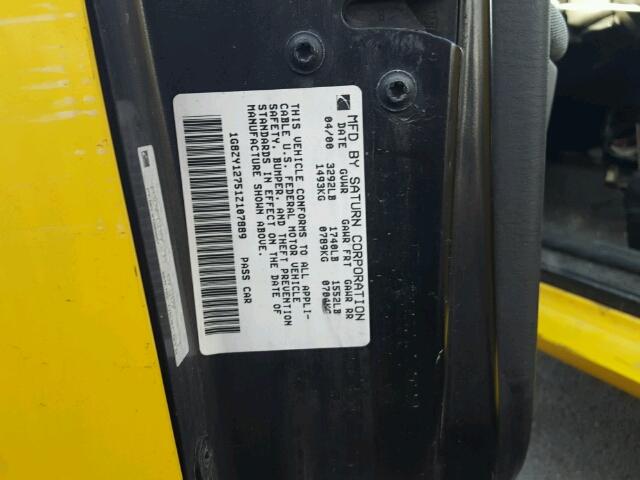 MFD BY SATURN CORPORATION
DATE GVWR GAWR FRT GAWR RR
04/00 3292LB 1740LB 1552LB
1493KG 0789KG
THIS VEHICLE CONFORMS TO ALL APPLI-
CABLE U.S. FEDERAL MOTOR VEHICLE
SAFETY, BUMPER, AND THEFT PREVENTION
STANDARDS IN EFFECT ON THE DATE OF
MANUFACTURE SHOWN ABOVE.
1G8ZY12751Z107889 PASS CAR